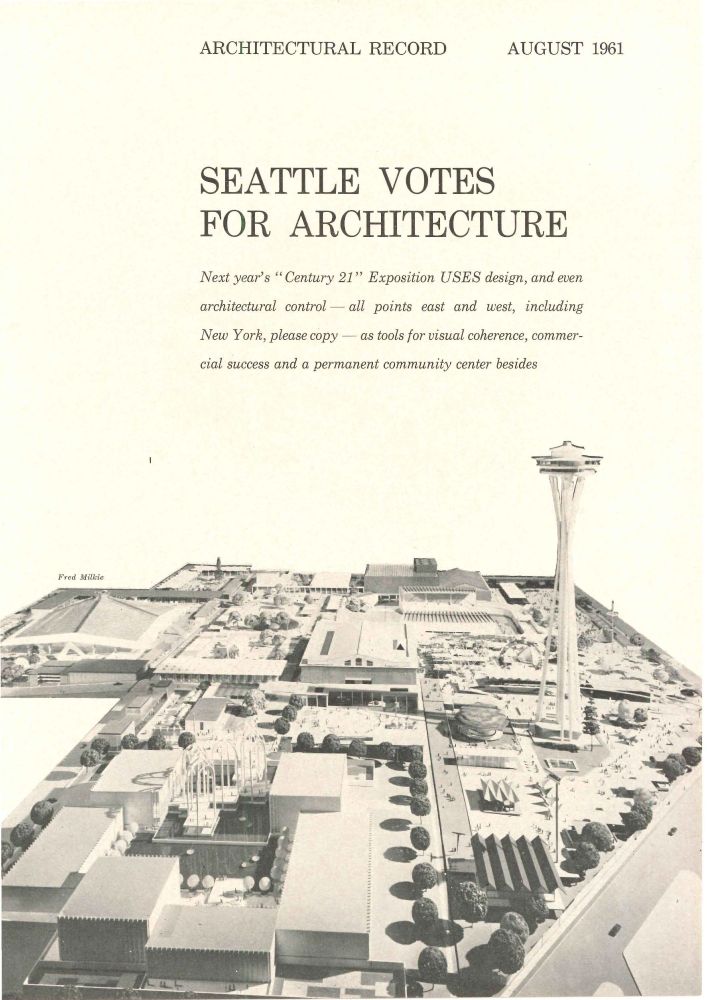 ARCHITECTURAL RECORD AUGUST 1961
SEATTLE VOTES
FOR ARCHITECTURE
Next year's "Century 21" Exposition USES design, and even
architectural control — all points east and west, including
New York, please copy — as tools for visual coherence, commer-
cial success and a permanent community center besides
Fred Milkie